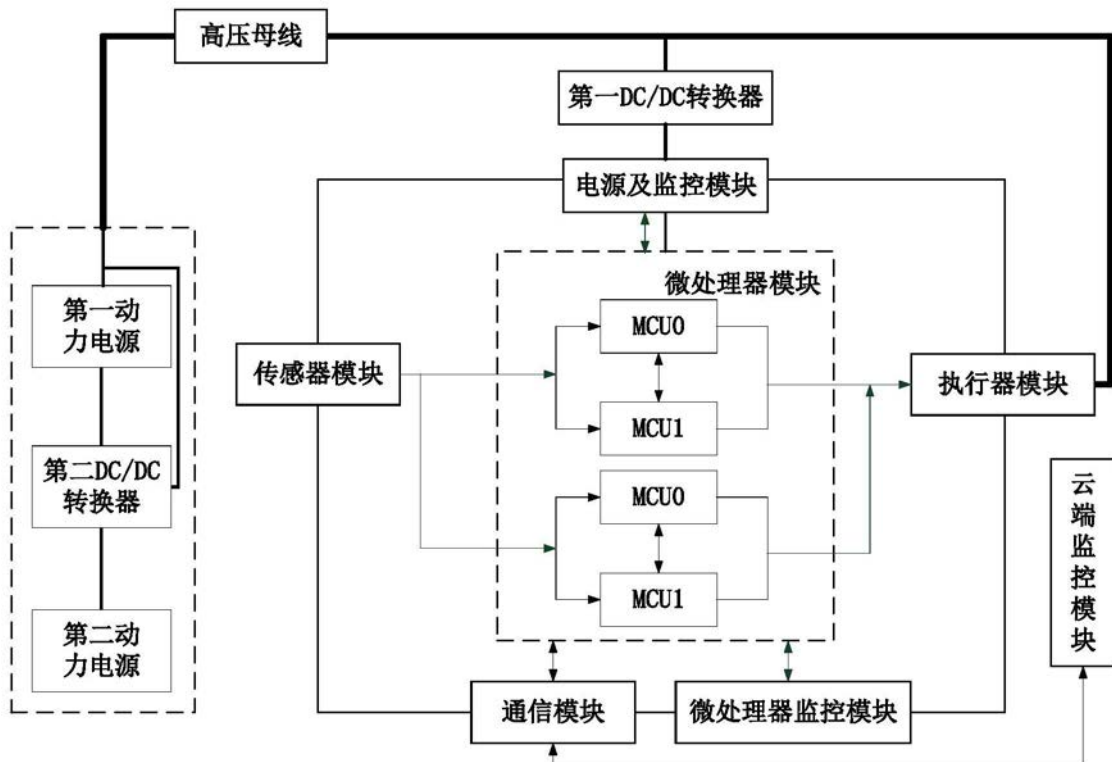 高压母线
第一DC/DC转换器
电源及监控模块
微处理器模块
第一动
力电源
MCU0
传感器模块
执行器模块
MCU1
第二DC/DC
转换器
MCU0
云端监控模块
MCU1
第二动
力电源
通信模块
微处理器监控模块